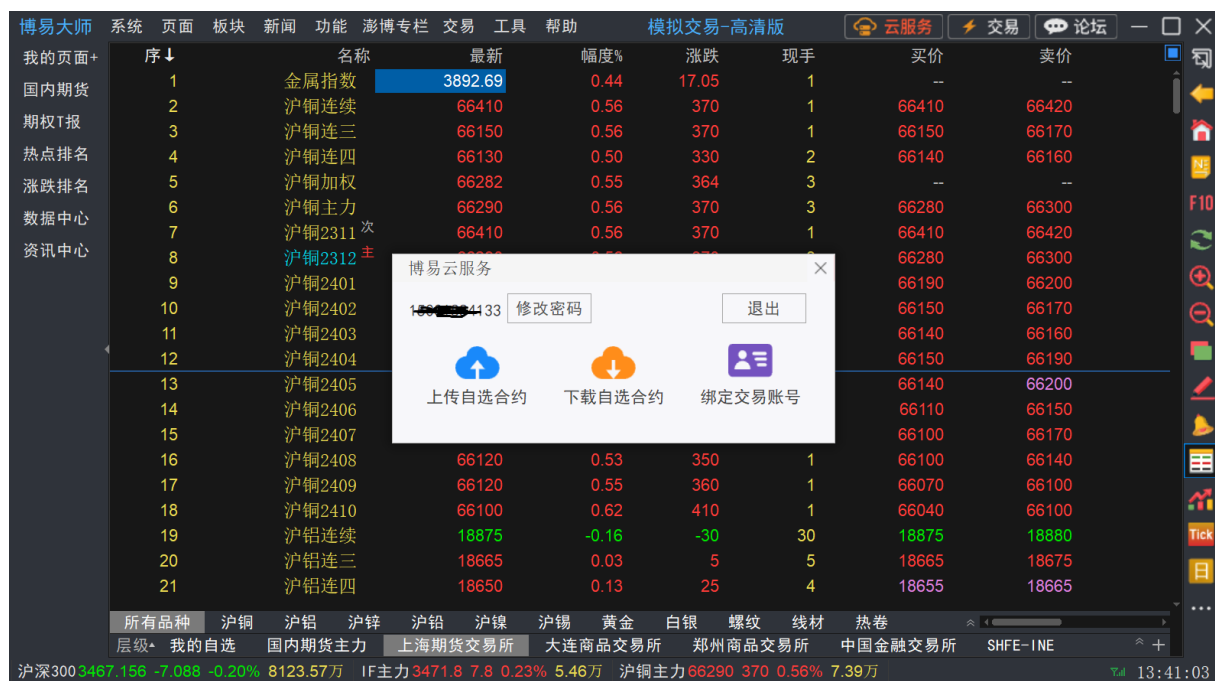 博易大师 系统 页面 板块 新闻 功能 澎博专栏 交易 工具 帮助 模拟交易-高清版 云服务 交易 论坛
我的页面+
国内期货
期权T报
热点排名
涨跌排名
数据中心
资讯中心
序↓ 名称 最新 幅度% 涨跌 现手 买价 卖价
1 金属指数 3892.69 0.44 17.05 1 -- --
2 沪铜连续 66410 0.56 370 1 66410 66420
3 沪铜连三 66150 0.56 370 1 66150 66170
4 沪铜连四 66130 0.50 330 2 66140 66160
5 沪铜加权 66282 0.55 364 3 -- --
6 沪铜主力 66290 0.56 370 3 66280 66300
7 沪铜2311 次 66410 0.56 370 1 66410 66420
8 沪铜2312 主 66280 66300
9 沪铜2401 66190 66200
10 沪铜2402 66150 66170
11 沪铜2403 66140 66160
12 沪铜2404 66150 66190
13 沪铜2405 66140 66200
14 沪铜2406 66110 66150
15 沪铜2407 66100 66170
16 沪铜2408 66120 0.53 350 1 66100 66140
17 沪铜2409 66120 0.55 360 1 66070 66100
18 沪铜2410 66100 0.62 410 1 66040 66100
19 沪铝连续 18875 -0.16 -30 30 18875 18880
20 沪铝连三 18665 0.03 5 5 18665 18675
21 沪铝连四 18650 0.13 25 4 18655 18665
博易云服务
133 修改密码 退出
上传自选合约 下载自选合约 绑定交易账号
F10
Tick
日
所有品种 沪铜 沪铝 沪锌 沪铅 沪镍 沪锡 黄金 白银 螺纹 线材 热卷
层级 我的自选 国内期货主力 上海期货交易所 大连商品交易所 郑州商品交易所 中国金融交易所 SHFE-INE
沪深300 3467.156 -7.088 -0.20% 8123.57万 IF主力 3471.8 7.8 0.23% 5.46万 沪铜主力 66290 370 0.56% 7.39万 13:41:03